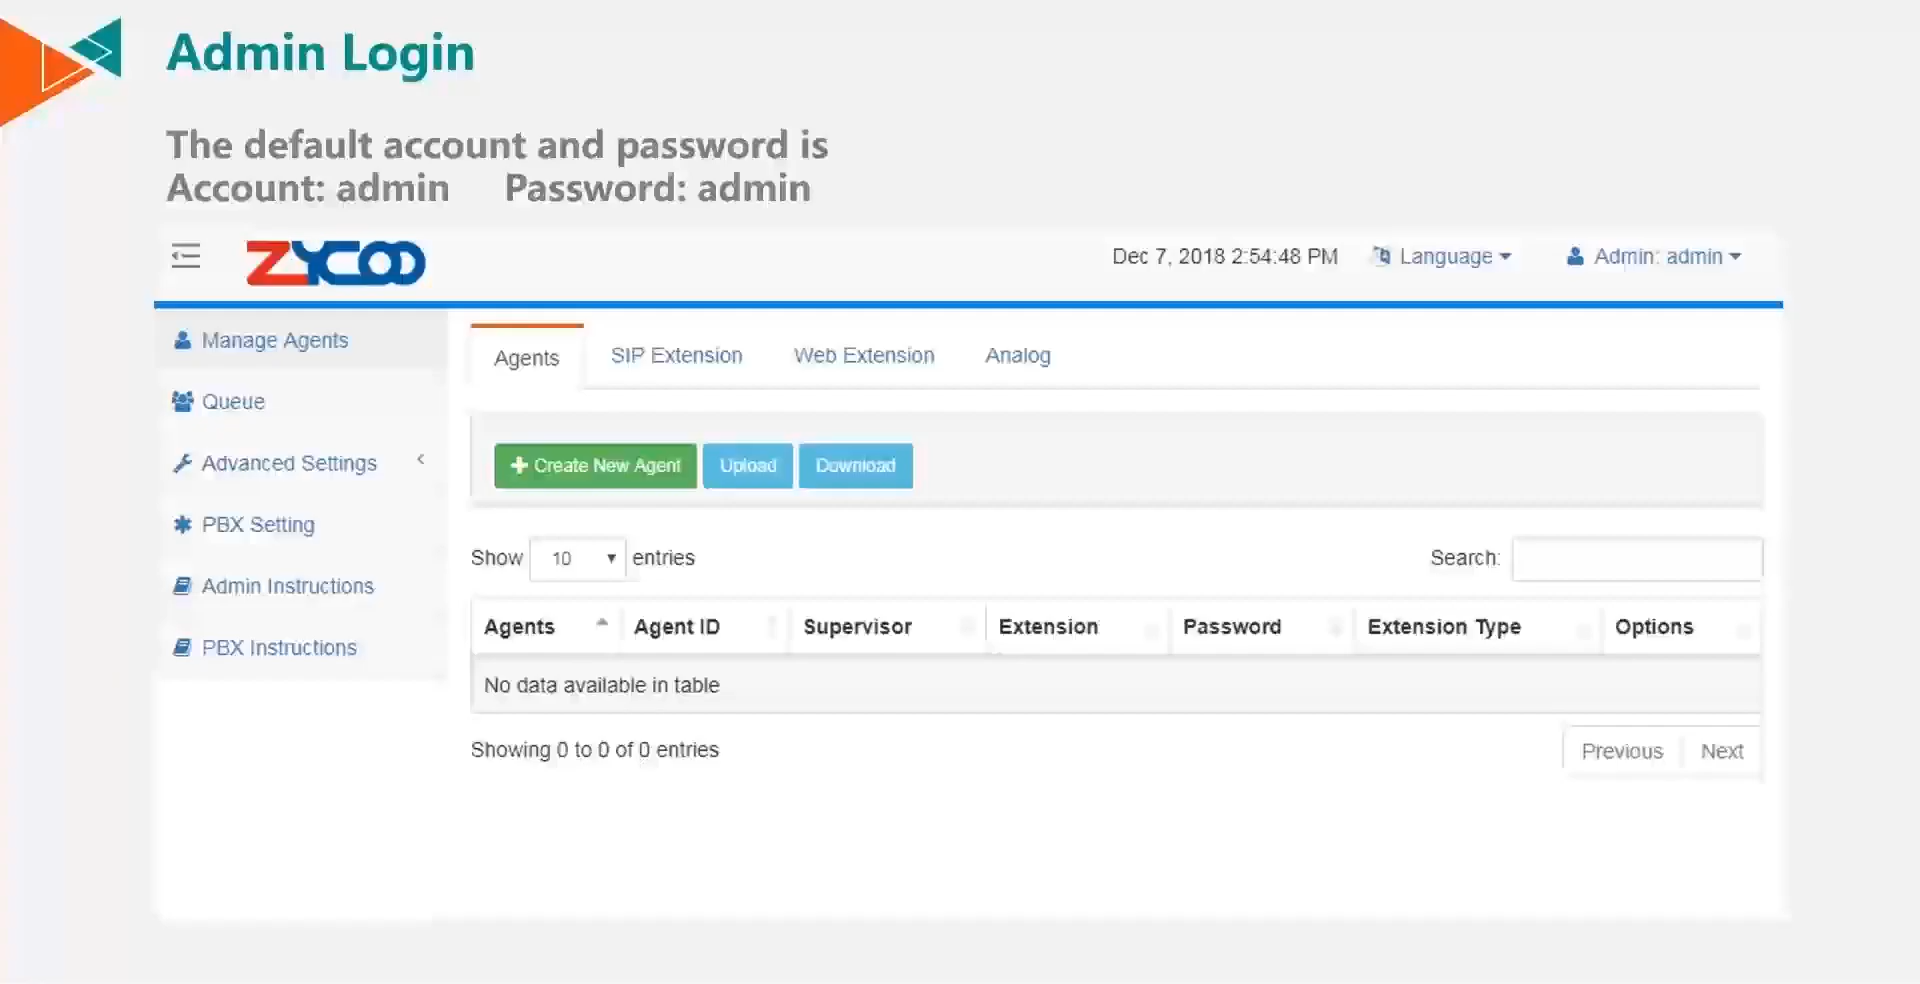 Admin Login
The default account and password is
Account: admin Password: admin
ZYCOO
Dec 7, 2018 2:54:48 PM Language Admin: admin
Manage Agents
Queue
Advanced Settings
PBX Setting
Admin Instructions
PBX Instructions
Agents SIP Extension Web Extension Analog
Create New Agent Upload Download
Show 10 entries Search:
Agents Agent ID Supervisor Extension Password Extension Type Options
No data available in table
Showing 0 to 0 of 0 entries Previous Next